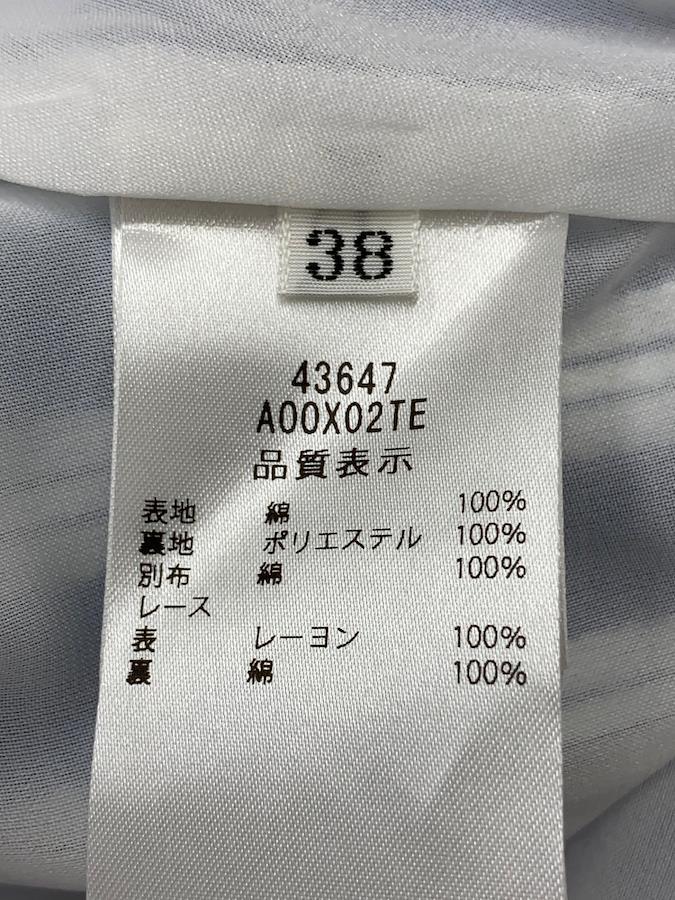 38
43647
A00X02TE
品質表示
表地 綿 100%
裏地 ポリエステル 100%
別布 綿 100%
レース
表 レーヨン 100%
裏 綿 100%